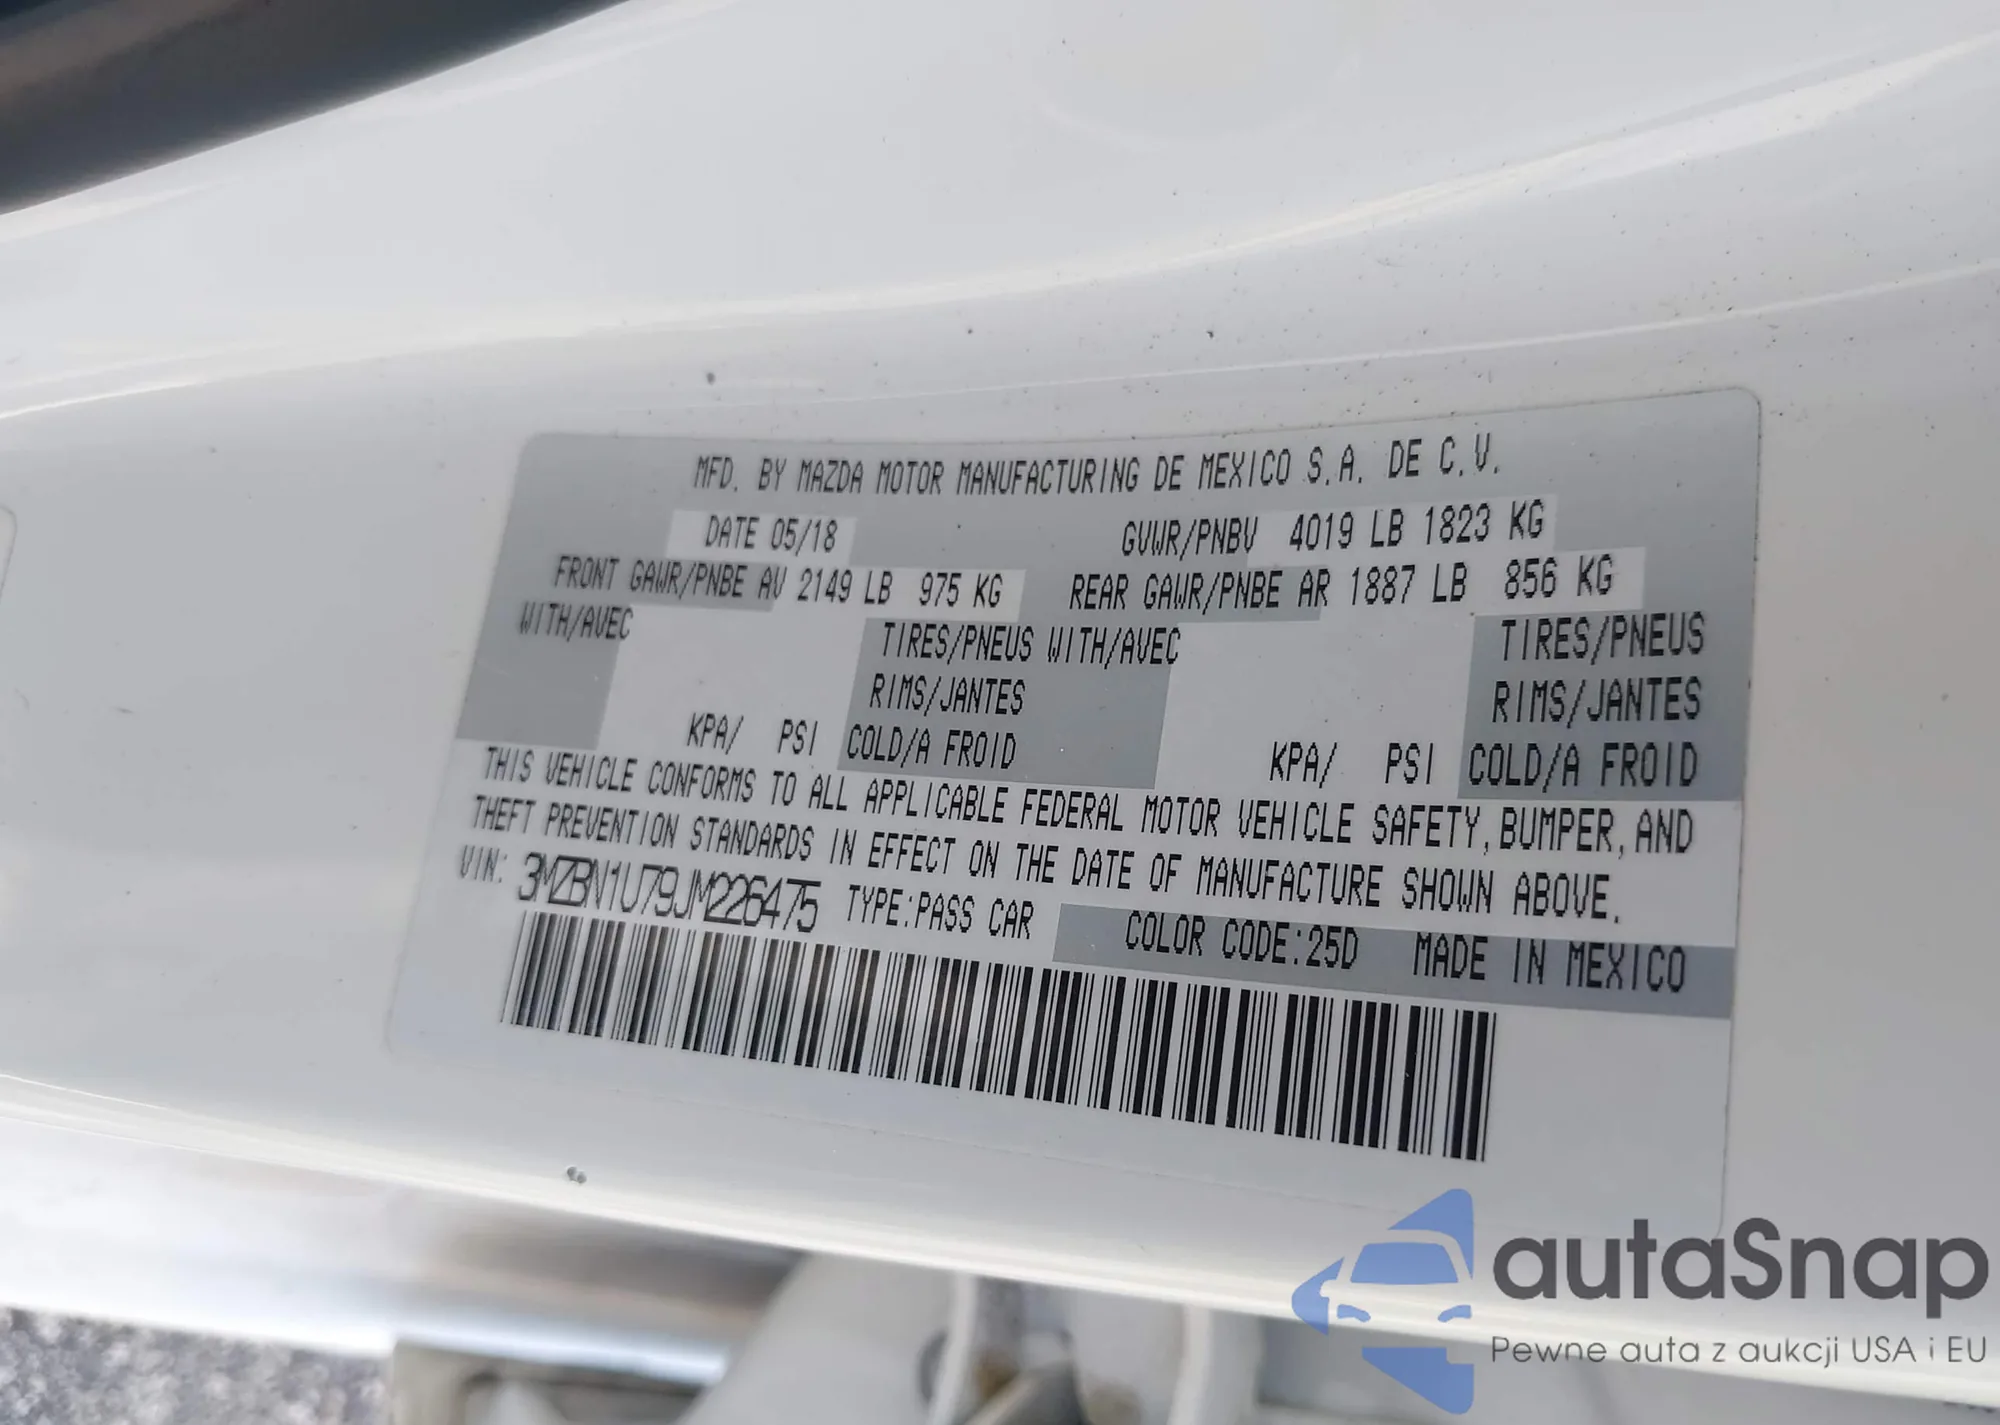 MFD. BY MAZDA MOTOR MANUFACTURING DE MEXICO S.A. DE C.V.
DATE 05/18 GVWR/PNBV 4019 LB 1823 KG
FRONT GAWR/PNBE AV 2149 LB 975 KG REAR GAWR/PNBE AR 1887 LB 856 KG
WITH/AVEC TIRES/PNEUS WITH/AVEC TIRES/PNEUS
RIMS/JANTES RIMS/JANTES
KPA/ PSI COLD/A FROID KPA/ PSI COLD/A FROID
THIS VEHICLE CONFORMS TO ALL APPLICABLE FEDERAL MOTOR VEHICLE SAFETY, BUMPER, AND
THEFT PREVENTION STANDARDS IN EFFECT ON THE DATE OF MANUFACTURE SHOWN ABOVE.
VIN: 3MZBN1U79JM226475 TYPE:PASS CAR COLOR CODE:25D MADE IN MEXICO
autaSnap
Pewne auta z aukcji USA i EU